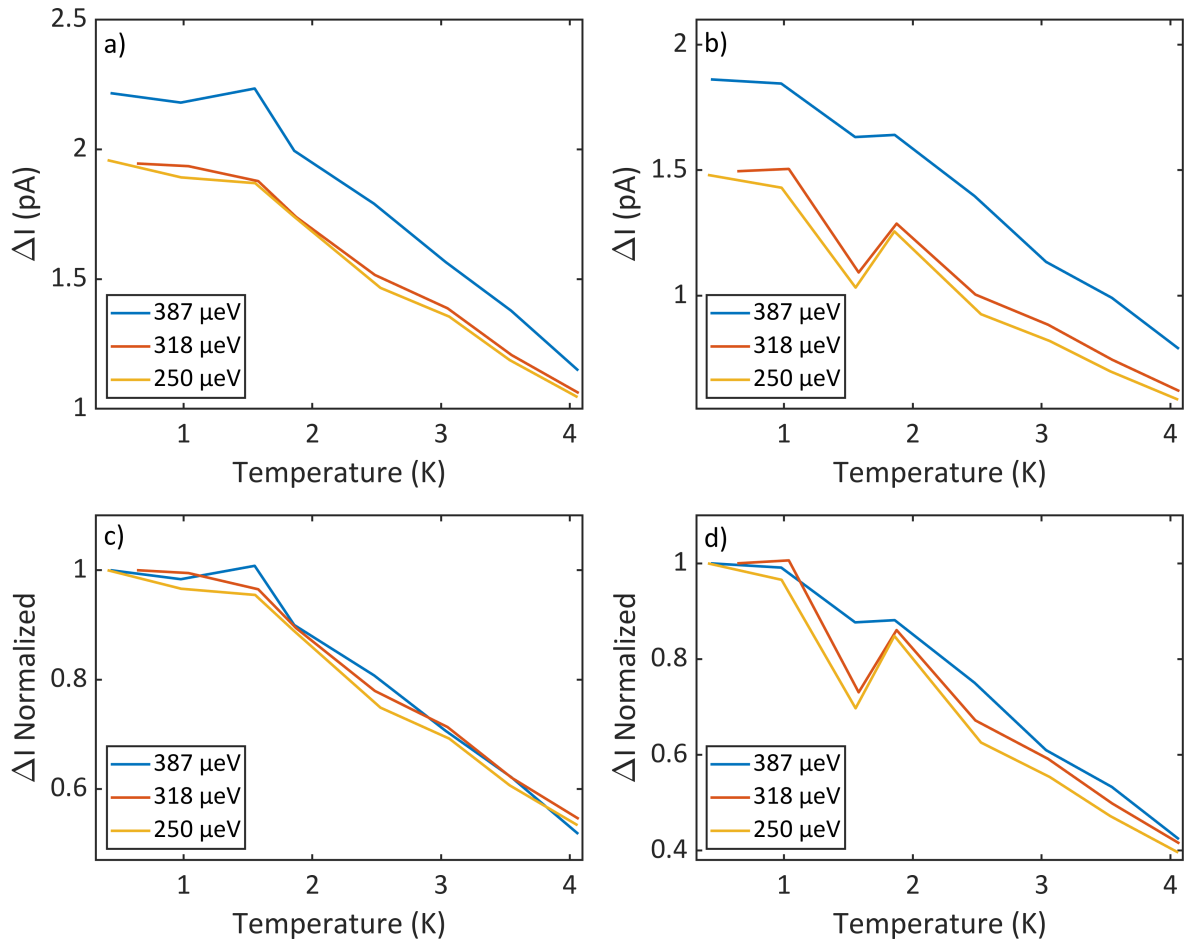 a)
2.5
2
1.5
1
ΔI (pA)
387 µeV
318 µeV
250 µeV
1 2 3 4
Temperature (K)
b)
2
1.5
1
ΔI (pA)
387 µeV
318 µeV
250 µeV
1 2 3 4
Temperature (K)
c)
1
0.8
0.6
ΔI Normalized
387 µeV
318 µeV
250 µeV
1 2 3 4
Temperature (K)
d)
1
0.8
0.6
0.4
ΔI Normalized
387 µeV
318 µeV
250 µeV
1 2 3 4
Temperature (K)